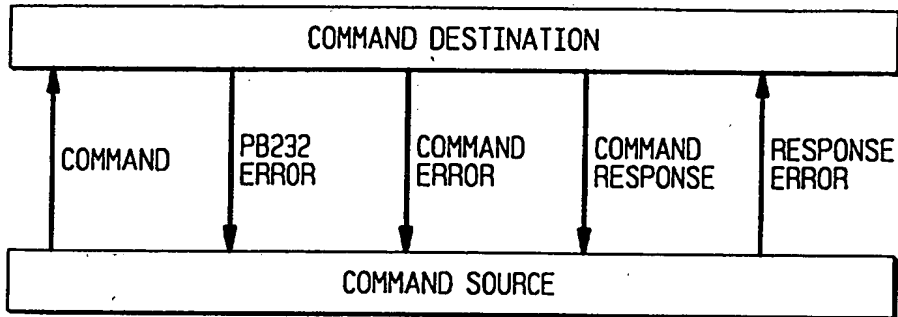 COMMAND DESTINATION
COMMAND
PB232
ERROR
COMMAND
ERROR
COMMAND
RESPONSE
RESPONSE
ERROR
COMMAND SOURCE